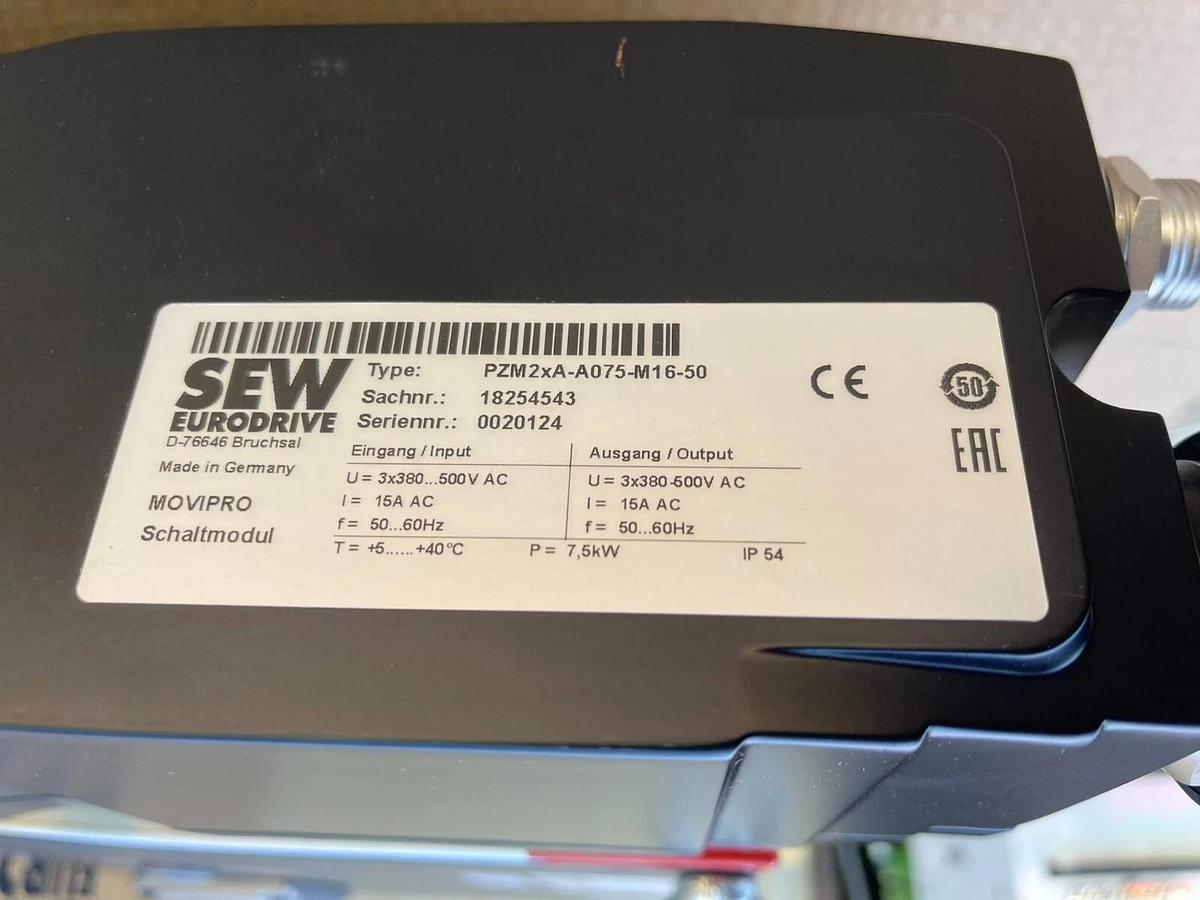 SEW
EURODRIVE
D-76646 Bruchsal
Made in Germany
MOVIPRO
Schaltmodul
Type: PZM2xA-A075-M16-50
Sachnr.: 18254543
Seriennr.: 0020124
Eingang / Input
U = 3x380...500V AC
I = 15A AC
f = 50...60Hz
Ausgang / Output
U = 3x380-500V AC
I = 15A AC
f = 50...60Hz
T = +5......+40°C P = 7,5kW IP 54
CE
50
EAC